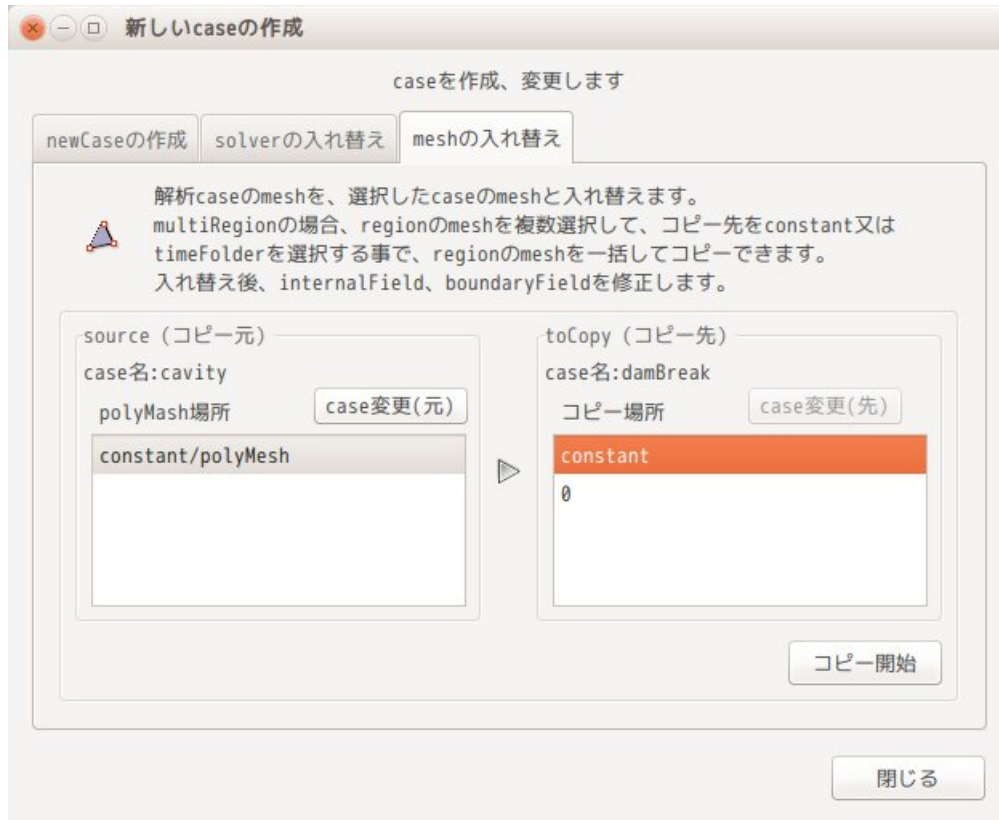 新しいcaseの作成
caseを作成、変更します
newCaseの作成
solverの入れ替え
meshの入れ替え
解析caseのmeshを、選択したcaseのmeshと入れ替えます。
multiRegionの場合、regionのmeshを複数選択して、コピー先をconstant又は
timeFolderを選択する事で、regionのmeshを一括してコピーできます。
入れ替え後、internalField、boundaryFieldを修正します。
source (コピー元)
case名:cavity
polyMash場所
case変更(元)
constant/polyMesh
toCopy (コピー先)
case名:damBreak
コピー場所
case変更(先)
constant
0
コピー開始
閉じる